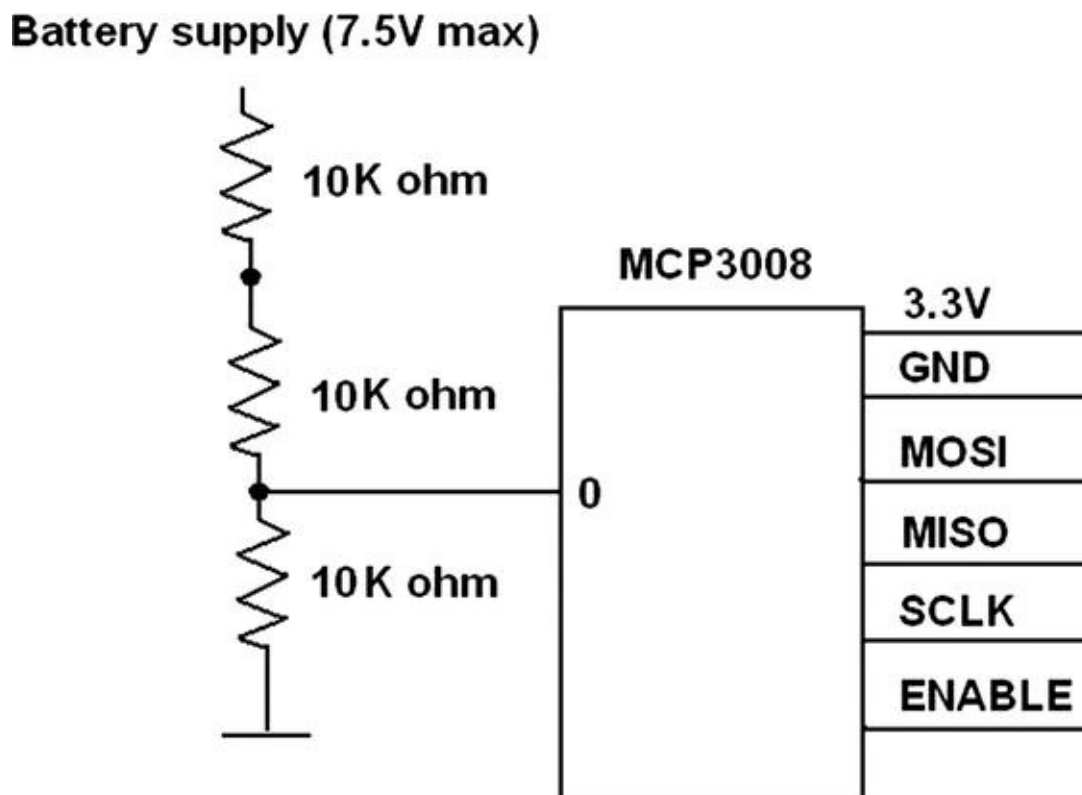 Battery supply (7.5V max)
10K ohm
MCP3008
3.3V
GND
10K ohm
MOSI
0
MISO
10K ohm
SCLK
ENABLE